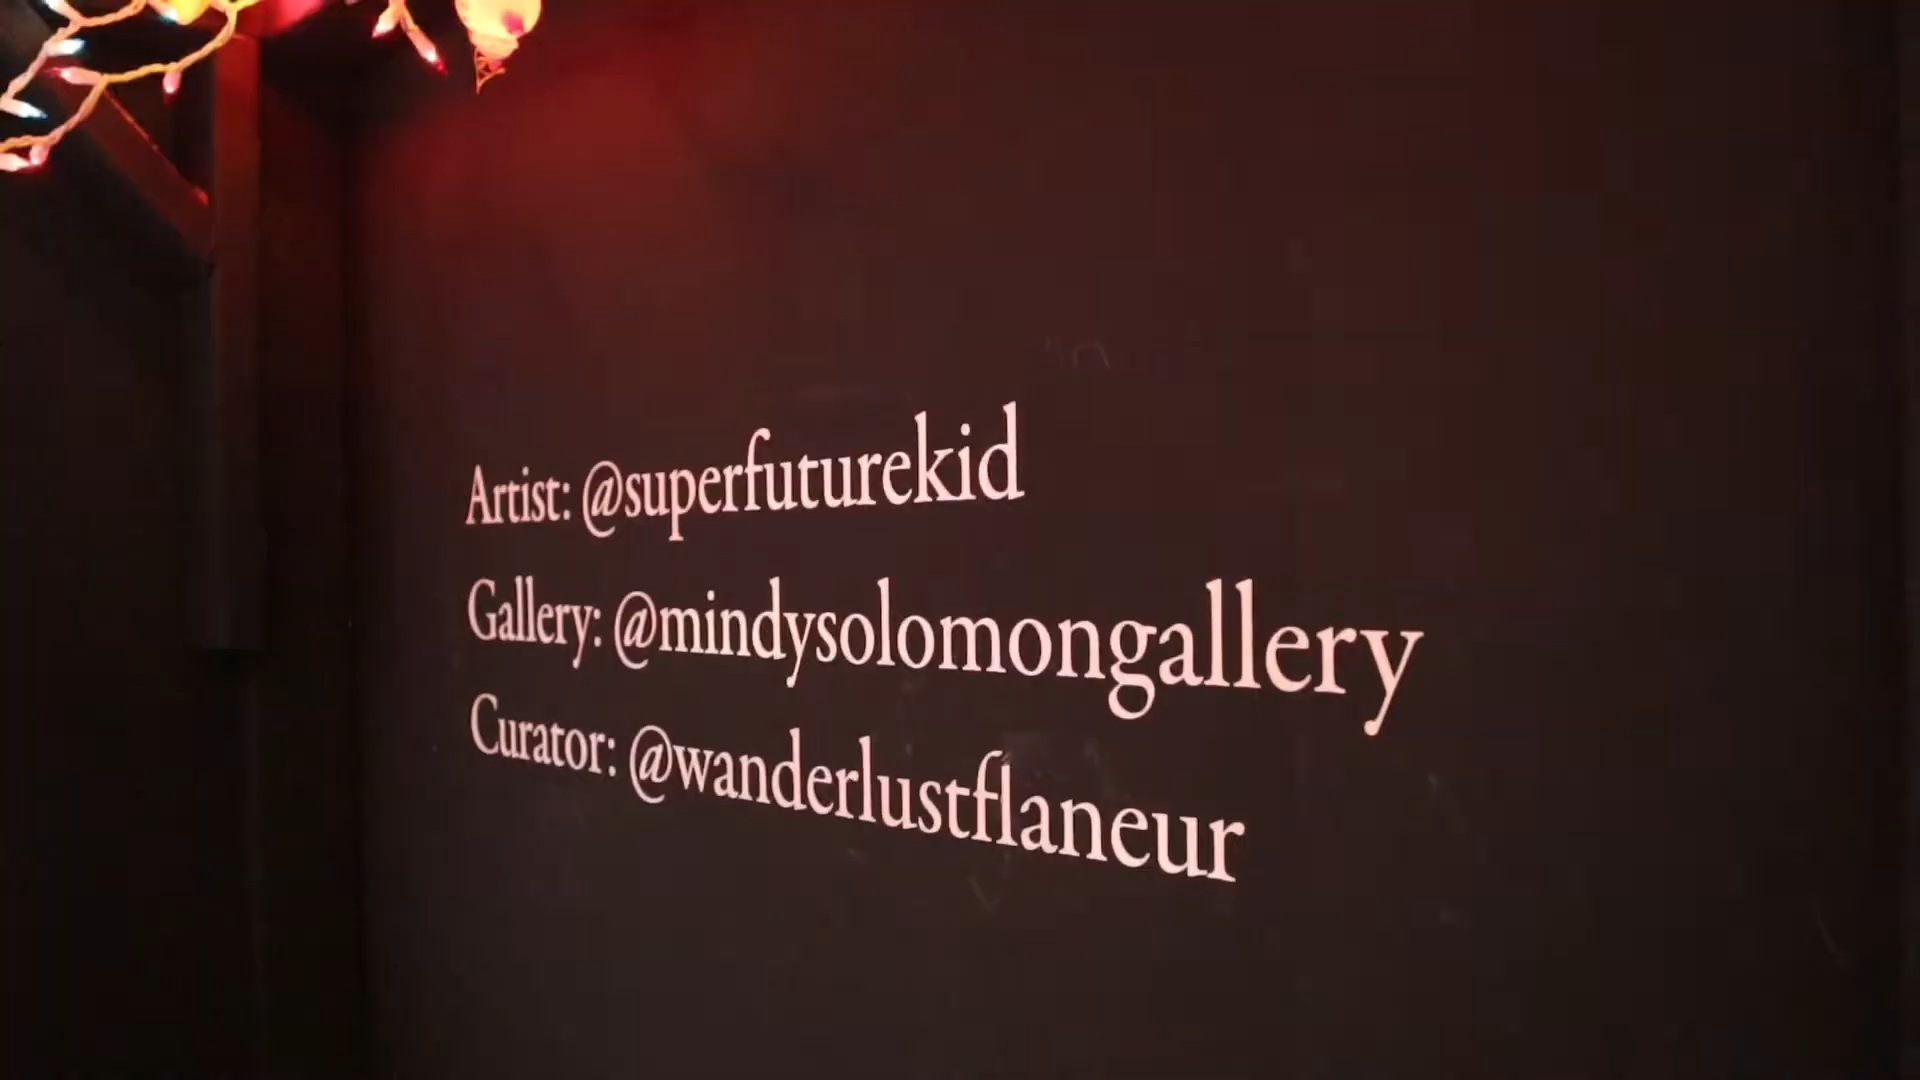 Artist: @superfuturekid
Gallery: @mindysolomongallery
Curator: @wanderlustflaneur